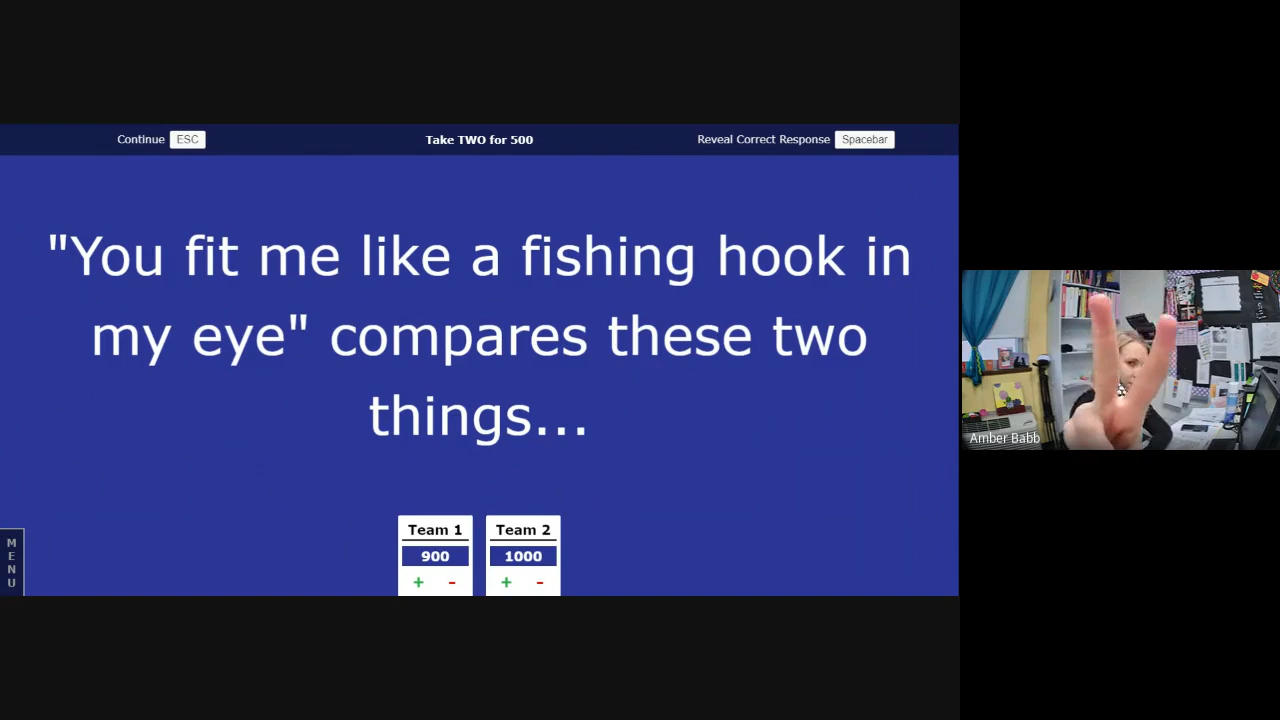 Continue ESC
Take TWO for 500
Reveal Correct Response Spacebar
"You fit me like a fishing hook in
my eye" compares these two
things...
MENU
Team 1
900
+ -
Team 2
1000
+ -
Amber Babb